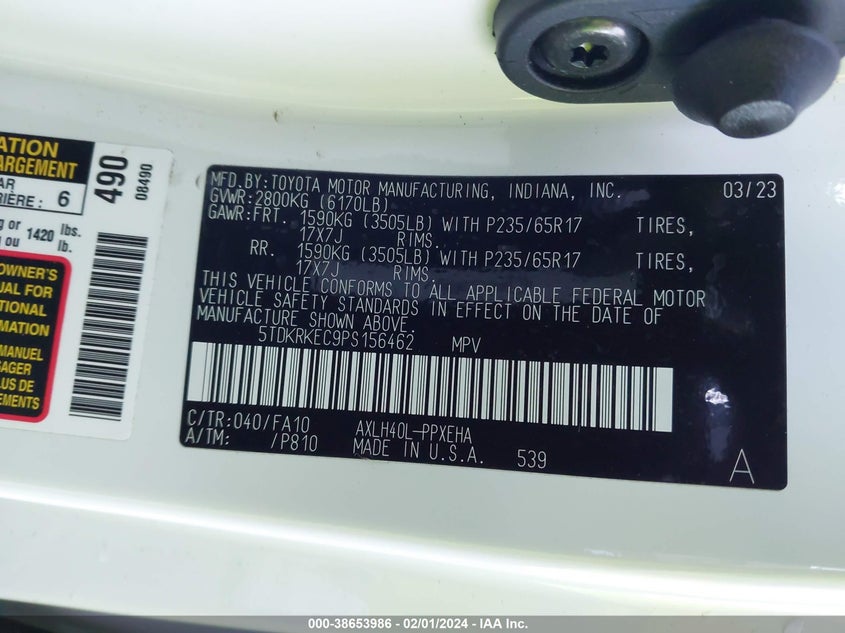 ATION
ARGEMENT
AR
RIÈRE: 6
g or 1420 lbs.
g ou lb.
490
08490
OWNER'S
UAL FOR
TIONAL
RMATION
MANUEL
SAGER
LUS DE
EMENTS
MFD.BY:TOYOTA MOTOR MANUFACTURING, INDIANA, INC. 03/23
GVWR:2800KG (6170LB)
GAWR:FRT. 1590KG (3505LB) WITH P235/65R17 TIRES,
17X7J RIMS.
RR. 1590KG (3505LB) WITH P235/65R17 TIRES,
17X7J RIMS.
THIS VEHICLE CONFORMS TO ALL APPLICABLE FEDERAL MOTOR
VEHICLE SAFETY STANDARDS IN EFFECT ON THE DATE OF
MANUFACTURE SHOWN ABOVE.
5TDKRKEC9PS156462 MPV
C/TR:040/FA10 AXLH40L-PPXEHA
A/TM: /P810 MADE IN U.S.A. 539 A
000-38653986 - 02/01/2024 - IAA Inc.